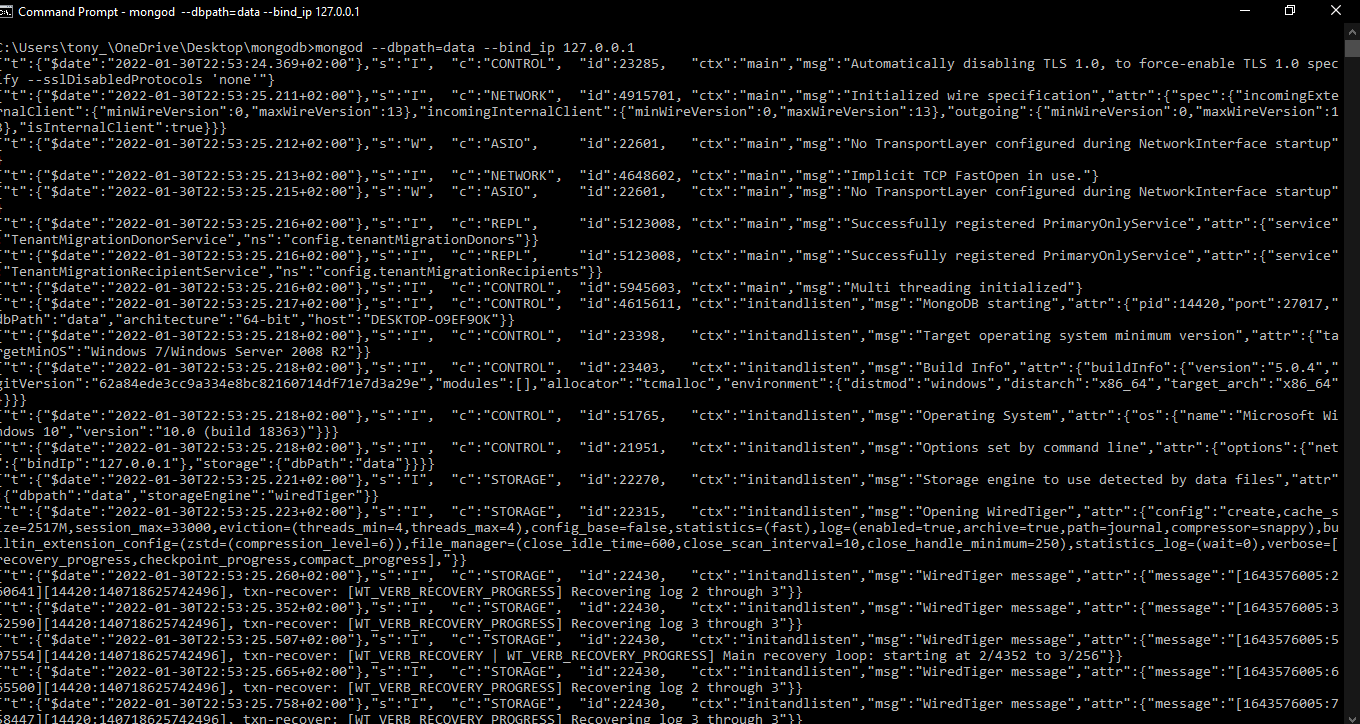 Command Prompt - mongod --dbpath=data --bind_ip 127.0.0.1
C:\Users\tony_\OneDrive\Desktop\mongodb>mongod --dbpath=data --bind_ip 127.0.0.1
{"t":{"$date":"2022-01-30T22:53:24.369+02:00"},"s":"I", "c":"CONTROL", "id":23285, "ctx":"main","msg":"Automatically disabling TLS 1.0, to force-enable TLS 1.0 spec
ify --sslDisabledProtocols 'none'"}
{"t":{"$date":"2022-01-30T22:53:25.211+02:00"},"s":"I", "c":"NETWORK", "id":4915701, "ctx":"main","msg":"Initialized wire specification","attr":{"spec":{"incomingExte
rnalClient":{"minWireVersion":0,"maxWireVersion":13},"incomingInternalClient":{"minWireVersion":0,"maxWireVersion":13},"outgoing":{"minWireVersion":0,"maxWireVersion":1
3},"isInternalClient":true}}}
{"t":{"$date":"2022-01-30T22:53:25.212+02:00"},"s":"W", "c":"ASIO", "id":22601, "ctx":"main","msg":"No TransportLayer configured during NetworkInterface startup"
}
{"t":{"$date":"2022-01-30T22:53:25.213+02:00"},"s":"I", "c":"NETWORK", "id":4648602, "ctx":"main","msg":"Implicit TCP FastOpen in use."}
{"t":{"$date":"2022-01-30T22:53:25.215+02:00"},"s":"W", "c":"ASIO", "id":22601, "ctx":"main","msg":"No TransportLayer configured during NetworkInterface startup"
}
{"t":{"$date":"2022-01-30T22:53:25.216+02:00"},"s":"I", "c":"REPL", "id":5123008, "ctx":"main","msg":"Successfully registered PrimaryOnlyService","attr":{"service"
:"TenantMigrationDonorService","ns":"config.tenantMigrationDonors"}}
{"t":{"$date":"2022-01-30T22:53:25.216+02:00"},"s":"I", "c":"REPL", "id":5123008, "ctx":"main","msg":"Successfully registered PrimaryOnlyService","attr":{"service"
:"TenantMigrationRecipientService","ns":"config.tenantMigrationRecipients"}}
{"t":{"$date":"2022-01-30T22:53:25.216+02:00"},"s":"I", "c":"CONTROL", "id":5945603, "ctx":"main","msg":"Multi threading initialized"}
{"t":{"$date":"2022-01-30T22:53:25.217+02:00"},"s":"I", "c":"CONTROL", "id":4615611, "ctx":"initandlisten","msg":"MongoDB starting","attr":{"pid":14420,"port":27017,"
dbPath":"data","architecture":"64-bit","host":"DESKTOP-O9EF9OK"}}
{"t":{"$date":"2022-01-30T22:53:25.218+02:00"},"s":"I", "c":"CONTROL", "id":23398, "ctx":"initandlisten","msg":"Target operating system minimum version","attr":{"ta
rgetMinOS":"Windows 7/Windows Server 2008 R2"}}
{"t":{"$date":"2022-01-30T22:53:25.218+02:00"},"s":"I", "c":"CONTROL", "id":23403, "ctx":"initandlisten","msg":"Build Info","attr":{"buildInfo":{"version":"5.0.4","
gitVersion":"62a84ede3cc9a334e8bc82160714df71e7d3a29e","modules":[],"allocator":"tcmalloc","environment":{"distmod":"windows","distarch":"x86_64","target_arch":"x86_64"
}}}}
{"t":{"$date":"2022-01-30T22:53:25.218+02:00"},"s":"I", "c":"CONTROL", "id":51765, "ctx":"initandlisten","msg":"Operating System","attr":{"os":{"name":"Microsoft Wi
ndows 10","version":"10.0 (build 18363)"}}}
{"t":{"$date":"2022-01-30T22:53:25.218+02:00"},"s":"I", "c":"CONTROL", "id":21951, "ctx":"initandlisten","msg":"Options set by command line","attr":{"options":{"net
":{"bindIp":"127.0.0.1"},"storage":{"dbPath":"data"}}}}
{"t":{"$date":"2022-01-30T22:53:25.221+02:00"},"s":"I", "c":"STORAGE", "id":22270, "ctx":"initandlisten","msg":"Storage engine to use detected by data files","attr"
:{"dbpath":"data","storageEngine":"wiredTiger"}}
{"t":{"$date":"2022-01-30T22:53:25.223+02:00"},"s":"I", "c":"STORAGE", "id":22315, "ctx":"initandlisten","msg":"Opening WiredTiger","attr":{"config":"create,cache_s
ize=2517M,session_max=33000,eviction=(threads_min=4,threads_max=4),config_base=false,statistics=(fast),log=(enabled=true,archive=true,path=journal,compressor=snappy),bu
iltin_extension_config=(zstd=(compression_level=6)),file_manager=(close_idle_time=600,close_scan_interval=10,close_handle_minimum=250),statistics_log=(wait=0),verbose=[
recovery_progress,checkpoint_progress,compact_progress],"}}
{"t":{"$date":"2022-01-30T22:53:25.260+02:00"},"s":"I", "c":"STORAGE", "id":22430, "ctx":"initandlisten","msg":"WiredTiger message","attr":{"message":"[1643576005:2
60641][14420:140718625742496], txn-recover: [WT_VERB_RECOVERY_PROGRESS] Recovering log 2 through 3"}}
{"t":{"$date":"2022-01-30T22:53:25.352+02:00"},"s":"I", "c":"STORAGE", "id":22430, "ctx":"initandlisten","msg":"WiredTiger message","attr":{"message":"[1643576005:3
52590][14420:140718625742496], txn-recover: [WT_VERB_RECOVERY_PROGRESS] Recovering log 3 through 3"}}
{"t":{"$date":"2022-01-30T22:53:25.507+02:00"},"s":"I", "c":"STORAGE", "id":22430, "ctx":"initandlisten","msg":"WiredTiger message","attr":{"message":"[1643576005:5
07554][14420:140718625742496], txn-recover: [WT_VERB_RECOVERY | WT_VERB_RECOVERY_PROGRESS] Main recovery loop: starting at 2/4352 to 3/256"}}
{"t":{"$date":"2022-01-30T22:53:25.665+02:00"},"s":"I", "c":"STORAGE", "id":22430, "ctx":"initandlisten","msg":"WiredTiger message","attr":{"message":"[1643576005:6
65500][14420:140718625742496], txn-recover: [WT_VERB_RECOVERY_PROGRESS] Recovering log 2 through 3"}}
{"t":{"$date":"2022-01-30T22:53:25.758+02:00"},"s":"I", "c":"STORAGE", "id":22430, "ctx":"initandlisten","msg":"WiredTiger message","attr":{"message":"[1643576005:7
58447][14420:140718625742496], txn-recover: [WT_VERB_RECOVERY_PROGRESS] Recovering log 3 through 3"}}